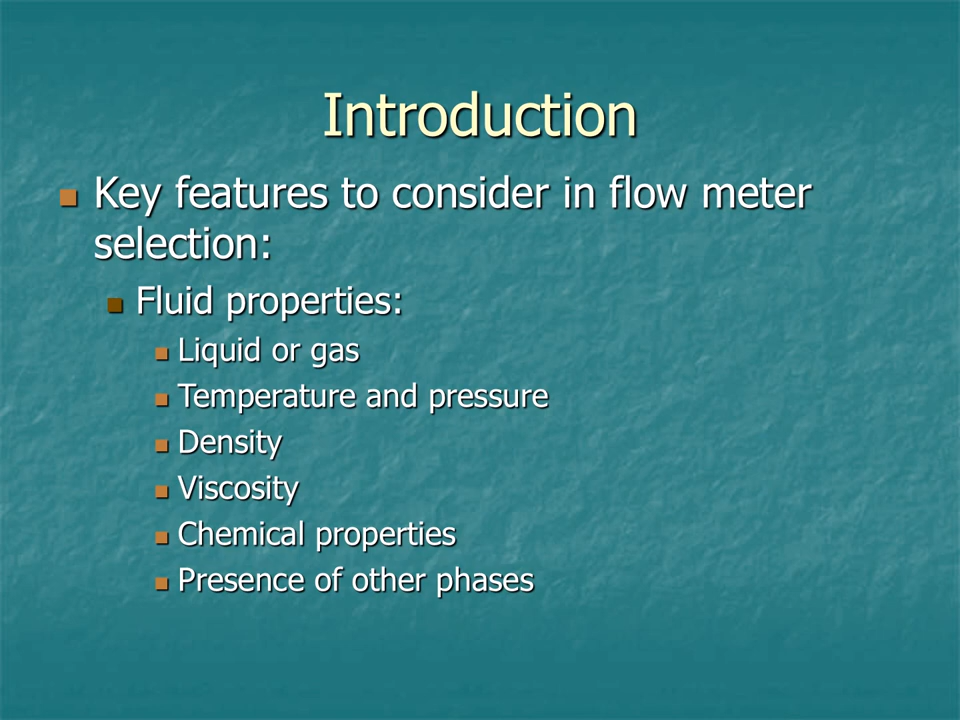 Introduction
Key features to consider in flow meter
selection:
Fluid properties:
Liquid or gas
Temperature and pressure
Density
Viscosity
Chemical properties
Presence of other phases